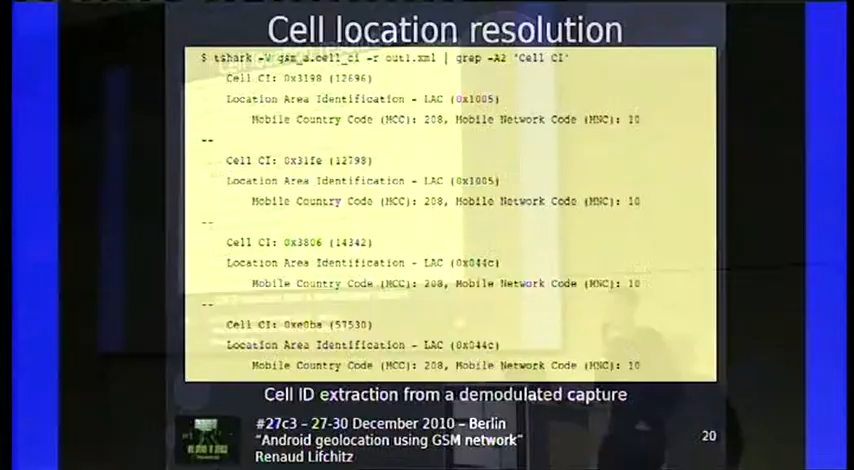 Cell location resolution
$ tshark -V gsm_a.cell_ci -r out1.xml | grep -A2 'Cell CI'
Cell CI: 0x3198 (12696)
Location Area Identification - LAC (0x1005)
Mobile Country Code (MCC): 208, Mobile Network Code (MNC): 10
--
Cell CI: 0x31fe (12798)
Location Area Identification - LAC (0x1005)
Mobile Country Code (MCC): 208, Mobile Network Code (MNC): 10
--
Cell CI: 0x3806 (14342)
Location Area Identification - LAC (0x044c)
Mobile Country Code (MCC): 208, Mobile Network Code (MNC): 10
--
Cell CI: 0xe0ba (57530)
Location Area Identification - LAC (0x044c)
Mobile Country Code (MCC): 208, Mobile Network Code (MNC): 10
Cell ID extraction from a demodulated capture
#27c3 – 27-30 December 2010 – Berlin
"Android geolocation using GSM network"
Renaud Lifchitz
20